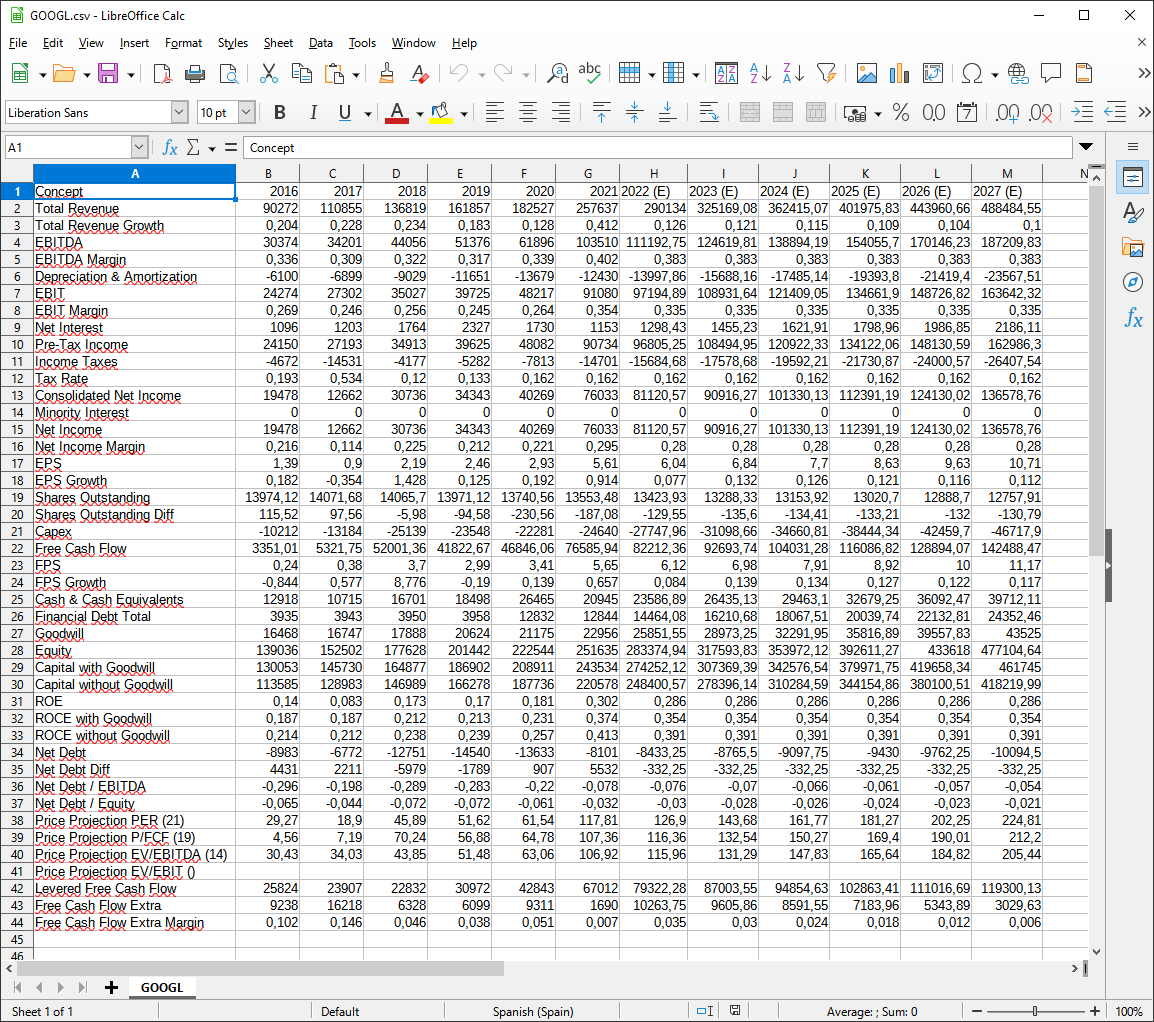 GOOGL.csv - LibreOffice Calc
File Edit View Insert Format Styles Sheet Data Tools Window Help
Liberation Sans 10 pt B I U A % 0.0 7 .00 .00
A1 fx Σ = Concept
A B C D E F G H I J K L M N
1 Concept 2016 2017 2018 2019 2020 2021 2022 (E) 2023 (E) 2024 (E) 2025 (E) 2026 (E) 2027 (E)
2 Total Revenue 90272 110855 136819 161857 182527 257637 290134 325169,08 362415,07 401975,83 443960,66 488484,55
3 Total Revenue Growth 0,204 0,228 0,234 0,183 0,128 0,412 0,126 0,121 0,115 0,109 0,104 0,1
4 EBITDA 30374 34201 44056 51376 61896 103510 111192,75 124619,81 138894,19 154055,7 170146,23 187209,83
5 EBITDA Margin 0,336 0,309 0,322 0,317 0,339 0,402 0,383 0,383 0,383 0,383 0,383 0,383
6 Depreciation & Amortization -6100 -6899 -9029 -11651 -13679 -12430 -13997,86 -15688,16 -17485,14 -19393,8 -21419,4 -23567,51
7 EBIT 24274 27302 35027 39725 48217 91080 97194,89 108931,64 121409,05 134661,9 148726,82 163642,32
8 EBIT Margin 0,269 0,246 0,256 0,245 0,264 0,354 0,335 0,335 0,335 0,335 0,335 0,335
9 Net Interest 1096 1203 1764 2327 1730 1153 1298,43 1455,23 1621,91 1798,96 1986,85 2186,11
10 Pre-Tax Income 24150 27193 34913 39625 48082 90734 96805,25 108494,95 120922,33 134122,06 148130,59 162986,3
11 Income Taxes -4672 -14531 -4177 -5282 -7813 -14701 -15684,68 -17578,68 -19592,21 -21730,87 -24000,57 -26407,54
12 Tax Rate 0,193 0,534 0,12 0,133 0,162 0,162 0,162 0,162 0,162 0,162 0,162 0,162
13 Consolidated Net Income 19478 12662 30736 34343 40269 76033 81120,57 90916,27 101330,13 112391,19 124130,02 136578,76
14 Minority Interest 0 0 0 0 0 0 0 0 0 0 0 0
15 Net Income 19478 12662 30736 34343 40269 76033 81120,57 90916,27 101330,13 112391,19 124130,02 136578,76
16 Net Income Margin 0,216 0,114 0,225 0,212 0,221 0,295 0,28 0,28 0,28 0,28 0,28 0,28
17 EPS 1,39 0,9 2,19 2,46 2,93 5,61 6,04 6,84 7,7 8,63 9,63 10,71
18 EPS Growth 0,182 -0,354 1,428 0,125 0,192 0,914 0,077 0,132 0,126 0,121 0,116 0,112
19 Shares Outstanding 13974,12 14071,68 14065,7 13971,12 13740,56 13553,48 13423,93 13288,33 13153,92 13020,7 12888,7 12757,91
20 Shares Outstanding Diff 115,52 97,56 -5,98 -94,58 -230,56 -187,08 -129,55 -135,6 -134,41 -133,21 -132 -130,79
21 Capex -10212 -13184 -25139 -23548 -22281 -24640 -27747,96 -31098,66 -34660,81 -38444,34 -42459,7 -46717,9
22 Free Cash Flow 3351,01 5321,75 52001,36 41822,67 46846,06 76585,94 82212,36 92693,74 104031,28 116086,82 128894,07 142488,47
23 FPS 0,24 0,38 3,7 2,99 3,41 5,65 6,12 6,98 7,91 8,92 10 11,17
24 FPS Growth -0,844 0,577 8,776 -0,19 0,139 0,657 0,084 0,139 0,134 0,127 0,122 0,117
25 Cash & Cash Equivalents 12918 10715 16701 18498 26465 20945 23586,89 26435,13 29463,1 32679,25 36092,47 39712,11
26 Financial Debt Total 3935 3943 3950 3958 12832 12844 14464,08 16210,68 18067,51 20039,74 22132,81 24352,46
27 Goodwill 16468 16747 17888 20624 21175 22956 25851,55 28973,25 32291,95 35816,89 39557,83 43525
28 Equity 139036 152502 177628 201442 222544 251635 283374,94 317593,83 353972,12 392611,27 433618 477104,64
29 Capital with Goodwill 130053 145730 164877 186902 208911 243534 274252,12 307369,39 342576,54 379971,75 419658,34 461745
30 Capital without Goodwill 113585 128983 146989 166278 187736 220578 248400,57 278396,14 310284,59 344154,86 380100,51 418219,99
31 ROE 0,14 0,083 0,173 0,17 0,181 0,302 0,286 0,286 0,286 0,286 0,286 0,286
32 ROCE with Goodwill 0,187 0,187 0,212 0,213 0,231 0,374 0,354 0,354 0,354 0,354 0,354 0,354
33 ROCE without Goodwill 0,214 0,212 0,238 0,239 0,257 0,413 0,391 0,391 0,391 0,391 0,391 0,391
34 Net Debt -8983 -6772 -12751 -14540 -13633 -8101 -8433,25 -8765,5 -9097,75 -9430 -9762,25 -10094,5
35 Net Debt Diff 4431 2211 -5979 -1789 907 5532 -332,25 -332,25 -332,25 -332,25 -332,25 -332,25
36 Net Debt / EBITDA -0,296 -0,198 -0,289 -0,283 -0,22 -0,078 -0,076 -0,07 -0,066 -0,061 -0,057 -0,054
37 Net Debt / Equity -0,065 -0,044 -0,072 -0,072 -0,061 -0,032 -0,03 -0,028 -0,026 -0,024 -0,023 -0,021
38 Price Projection PER (21) 29,27 18,9 45,89 51,62 61,54 117,81 126,9 143,68 161,77 181,27 202,25 224,81
39 Price Projection P/FCF (19) 4,56 7,19 70,24 56,88 64,78 107,36 116,36 132,54 150,27 169,4 190,01 212,2
40 Price Projection EV/EBITDA (14) 30,43 34,03 43,85 51,48 63,06 106,92 115,96 131,29 147,83 165,64 184,82 205,44
41 Price Projection EV/EBIT ()
42 Levered Free Cash Flow 25824 23907 22832 30972 42843 67012 79322,28 87003,55 94854,63 102863,41 111016,69 119300,13
43 Free Cash Flow Extra 9238 16218 6328 6099 9311 1690 10263,75 9605,86 8591,55 7183,96 5343,89 3029,63
44 Free Cash Flow Extra Margin 0,102 0,146 0,046 0,038 0,051 0,007 0,035 0,03 0,024 0,018 0,012 0,006
45
46
GOOGL
Sheet 1 of 1 Default Spanish (Spain) Average: ; Sum: 0 100%